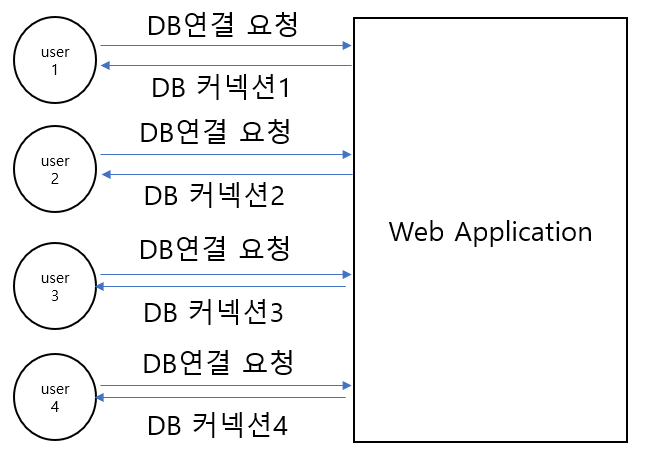 DB연결 요청
user
1
DB 커넥션1
DB연결 요청
user
2
DB 커넥션2
Web Application
DB연결 요청
user
3
DB 커넥션3
DB연결 요청
user
4
DB 커넥션4